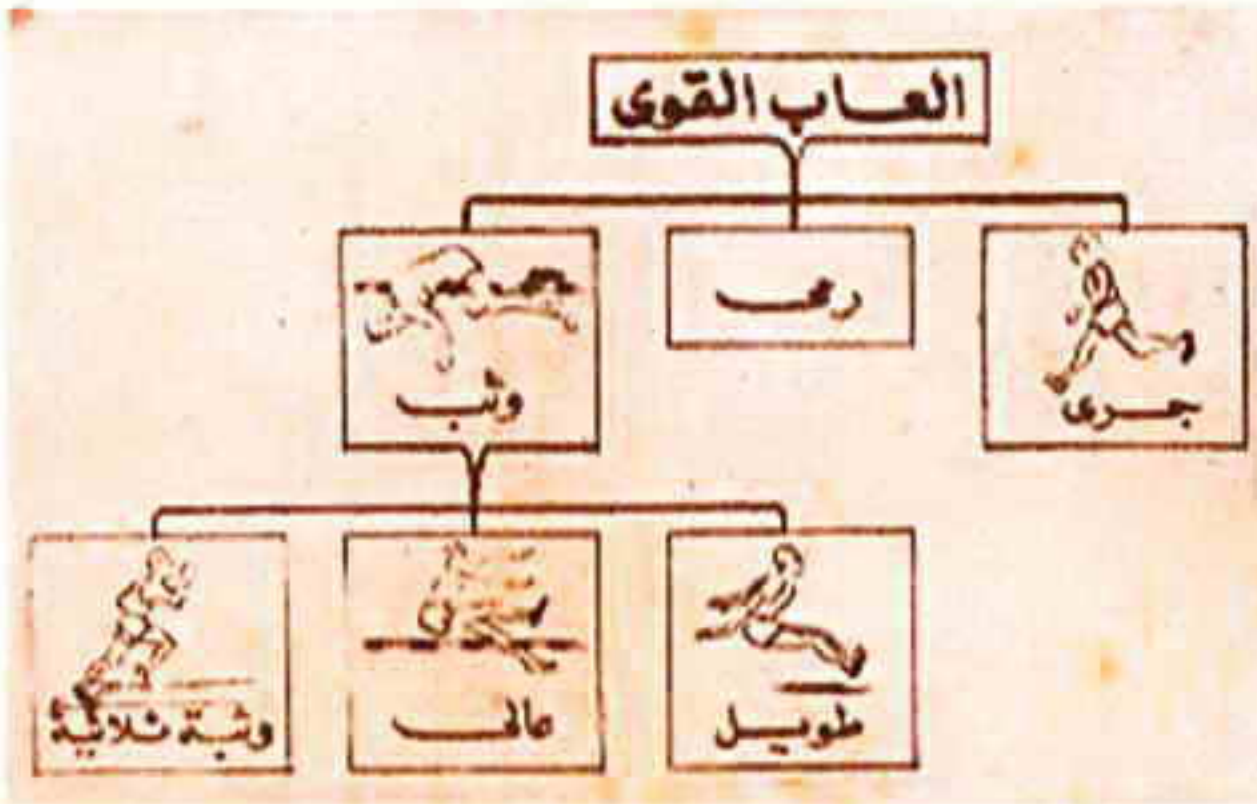 العاب القوى
جرى
رمى
وثب
طويل
عالى
وثبة ثلاثية